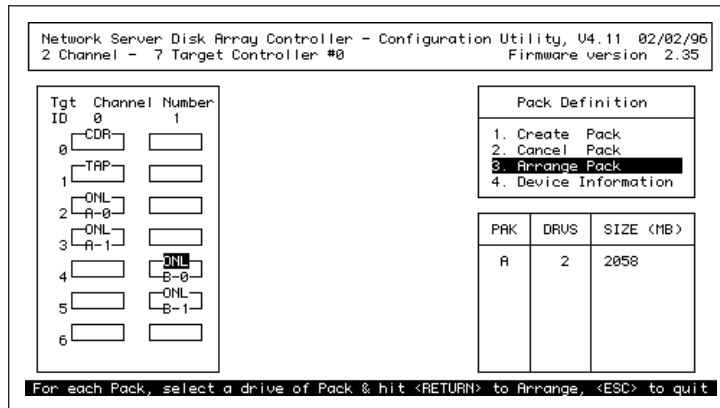 Network Server Disk Array Controller - Configuration Utility, V4.11 02/02/96
2 Channel - 7 Target Controller #0 Firmware version 2.35
Tgt Channel Number
ID 0 1
CDR
0
TAP
1
ONL
2 A-0
ONL
3 A-1
ONL
4 B-0
ONL
5 B-1
6
Pack Definition
1. Create Pack
2. Cancel Pack
3. Arrange Pack
4. Device Information
PAK DRVS SIZE (MB)
A 2 2058
For each Pack, select a drive of Pack & hit <RETURN> to Arrange, <ESC> to quit